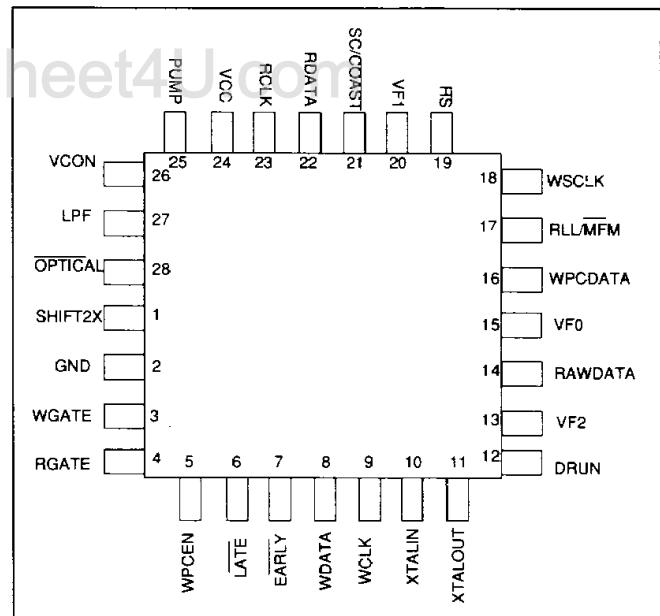 heet4U.com
PUMP VCC RCLK RDATA SC/COAST VF1 HS
25 24 23 22 21 20 19
VCON 26
LPF 27
OPTICAL 28
SHIFT2X 1
GND 2
WGATE 3
RGATE 4
18 WSCLK
17 RLL/MFM
16 WPCDATA
15 VF0
14 RAWDATA
13 VF2
12 DRUN
5 6 7 8 9 10 11
WPCEN LATE EARLY WDATA WCLK XTALIN XTALOUT